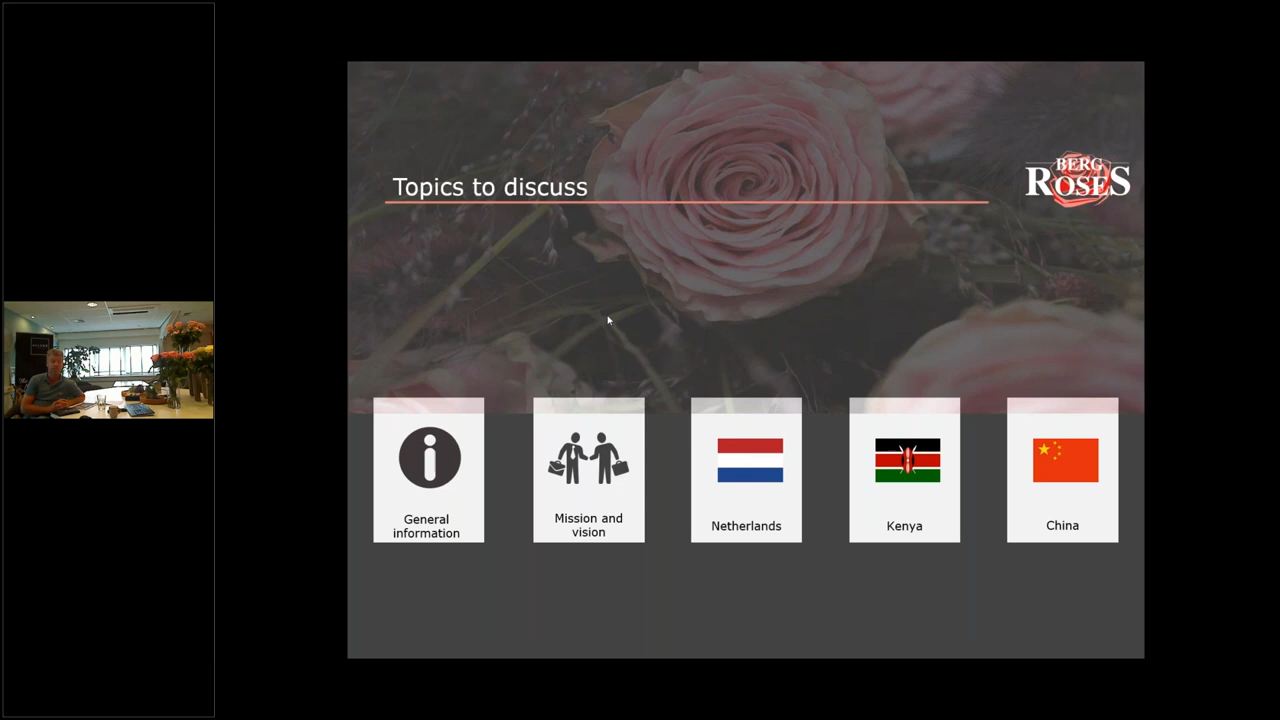 Topics to discuss
BERG
ROSES
General
information
Mission and
vision
Netherlands
Kenya
China